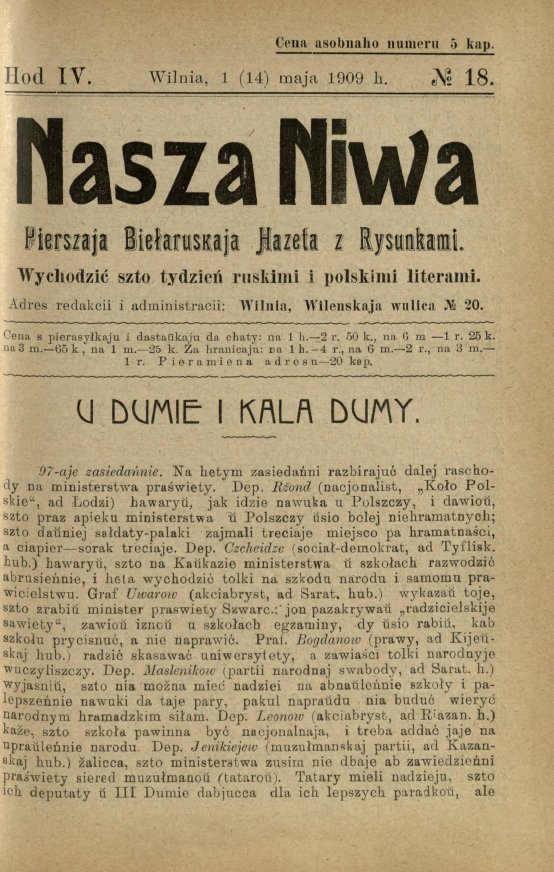 Cena asobnaho numeru 5 kap.
Hod IV. Wilnia, 1 (14) maja 1909 h. № 18.
Nasza Niwa
Pierszaja Biełaruskaja Hazeta z Rysunkami.
Wychodzić szto tydzień ruskimi i polskimi literami.
Adres redakcii i administracii: Wilnia, Wilenskaja wulica № 20.
Cena s pierasyłkaju i dastaŭkaju da chaty: na 1 h.—2 r. 50 k., na 6 m —1 r. 25 k.
na 3 m.—65 k., na 1 m.—25 k. Za hranicaju: na 1 h.—4 r., na 6 m.—2 r., na 3 m.—
1 r. Pieramiena adresu—20 kap.
U DUMIE I KALA DUMY.
97-aje zasiedańnie. Na hetym zasiedańni razbirajuć dalej rascho-
dy na ministerstwa praświety. Dep. Rżond (nacjonalist, „Koło Pol-
skie“, ad Łodzi) hawaryŭ, jak idzie nawuka u Polszczy, i dawioŭ,
szto praz apieku ministerstwa ŭ Polszczy ŭsio bolej niehramatnych;
szto daŭniej sałdaty-palaki zajmali treciaje miejsco pa hramatnaści,
a ciapier—sorak treciaje. Dep. Czcheidze (sociał-demokrat, ad Tyflisk.
hub.) hawaryŭ, szto na Kaŭkazie ministerstwa ŭ szkołach razwodzić
abrusieńnie, i heta wychodzić tolki na szkodu narodu i samomu pra-
wicielstwu. Graf Uwarow (akciabryst, ad Sarat. hub.) wykazaŭ toje,
szto zrabiŭ minister praswiety Szwarc.: jon pazakrywaŭ „radzicielskije
sawiety“, zawioŭ iznoŭ u szkołach egzaminy, dy ŭsio rabiŭ, kab
szkołu prycisnuć, a nie naprawić. Praf. Bogdanow (prawy, ad Kijeŭ-
skaj hub.) radzić skasawać uniwersytety, a zawiaści tolki narodnyje
wuczyliszczy. Dep. Maslenikow (partii narodnaj swabody, ad Sarat. h.)
wyjasniŭ, szto nia można mieć nadziei na abnaŭleńnie szkoły i pa-
lepszeńnie nawuki da taje pary, pakul napraŭdu nia buduć wieryć
narodnym hramadzkim siłam. Dep. Leonow (akciabryst, ad Riazan. h.)
każe, szto szkoła pawinna być nacjonalnaja, i treba addać jaje na
upraŭleńnie narodu. Dep. Jenikiejew (muzułmanskaj partii, ad Kazan-
skaj hub.) żalicca, szto ministerstwa zusim nie dbaje ab zawiedzieńni
praświety siered muzułmanoŭ (tataroŭ). Tatary mieli nadzieju, szto
ich deputaty ŭ III Dumie dabjucca dla ich lepszych paradkoŭ, ale